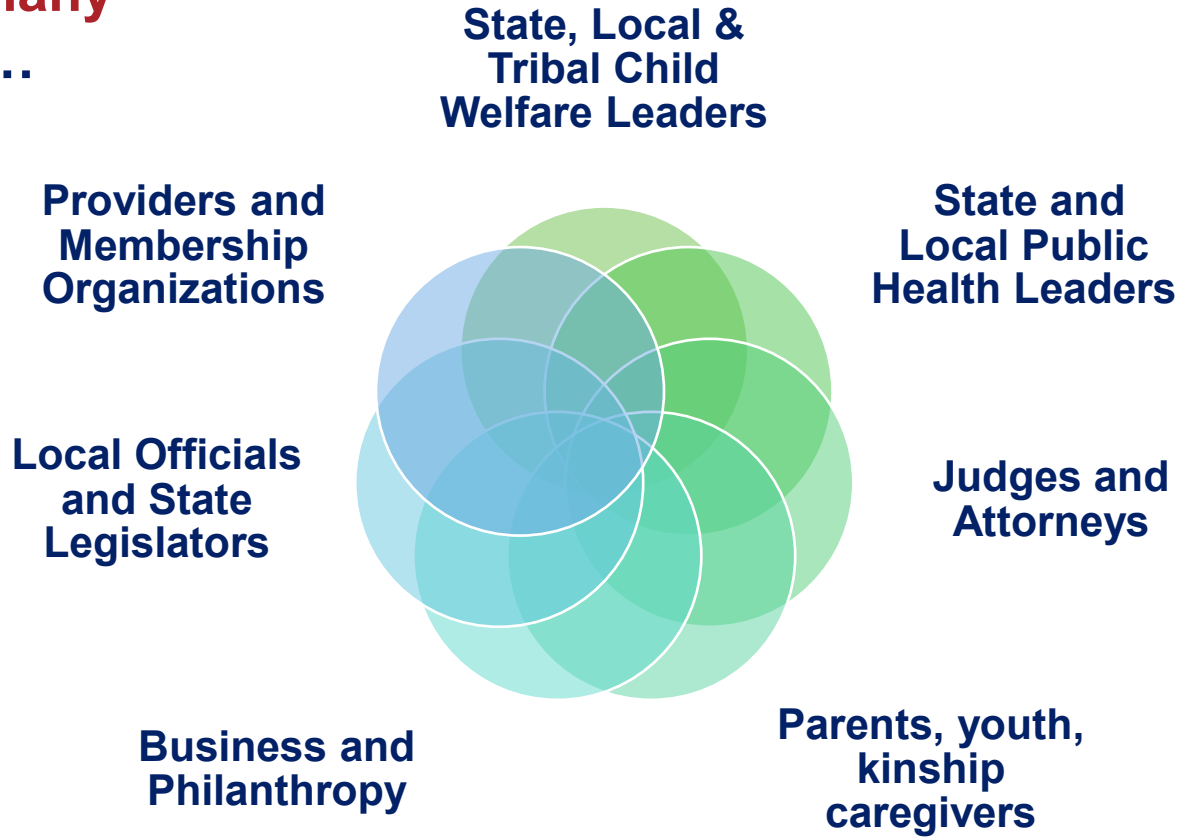 …
State, Local &
Tribal Child
Welfare Leaders
Providers and
Membership
Organizations
State and
Local Public
Health Leaders
Local Officials
and State
Legislators
Judges and
Attorneys
Business and
Philanthropy
Parents, youth,
kinship
caregivers